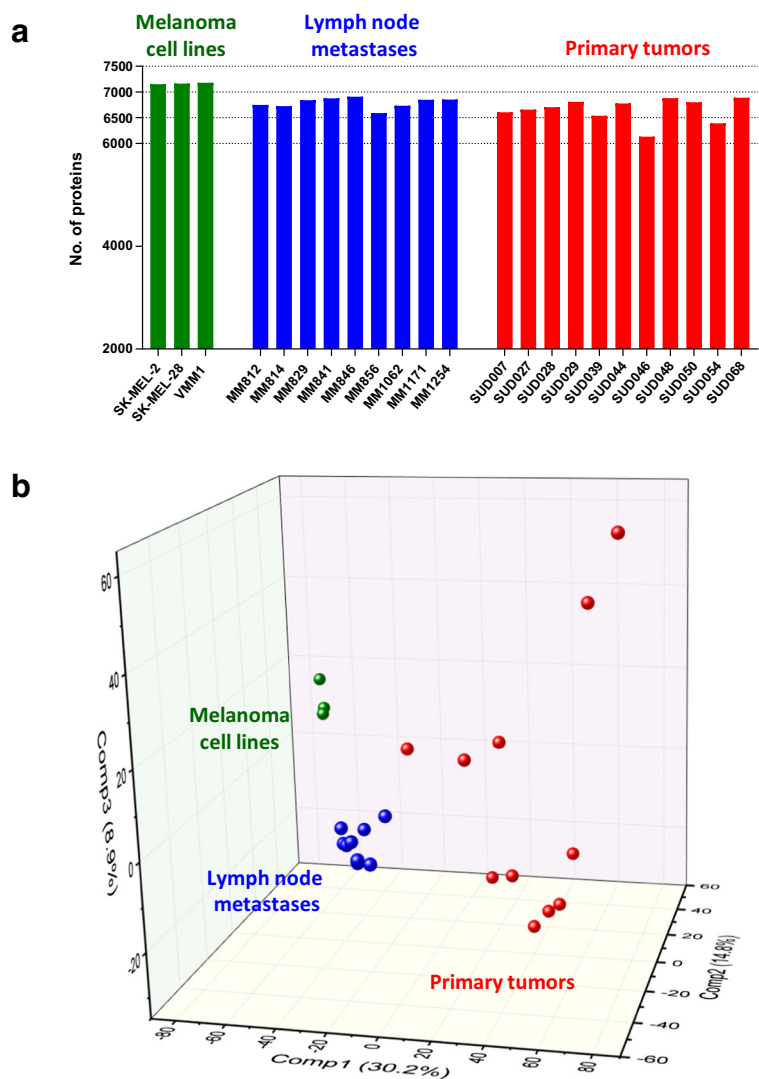 a
Melanoma
cell lines
Lymph node
metastases
Primary tumors
No. of proteins
7500
7000
6500
6000
4000
2000
SK-MEL-2
SK-MEL-28
VMM1
MM812
MM814
MM829
MM841
MM846
MM856
MM1062
MM1171
MM1254
SUD007
SUD027
SUD028
SUD029
SUD039
SUD044
SUD046
SUD048
SUD050
SUD054
SUD068
b
Comp3 (8.9%)
60
40
20
0
-20
Melanoma
cell lines
Lymph node
metastases
Primary tumors
-80
-60
-40
-20
0
20
40
60
80
Comp1 (30.2%)
60
40
20
0
-20
-40
-60
Comp2 (14.8%)